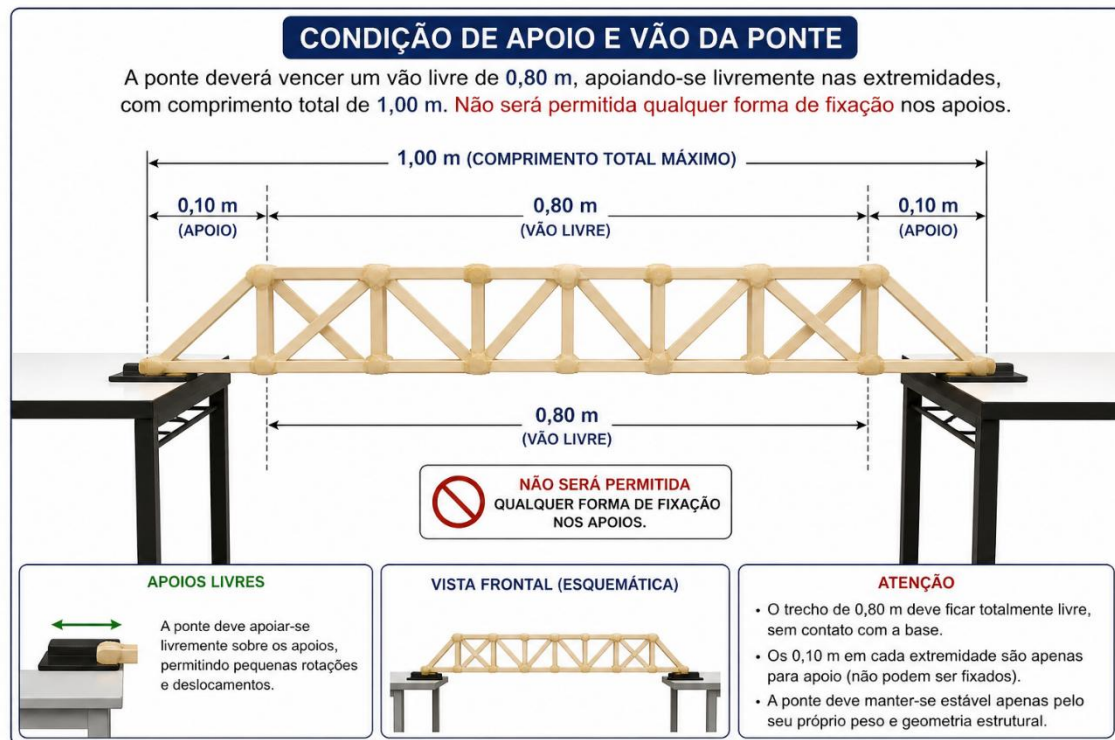 CONDIÇÃO DE APOIO E VÃO DA PONTE
A ponte deverá vencer um vão livre de 0,80 m, apoiando-se livremente nas extremidades,
com comprimento total de 1,00 m. Não será permitida qualquer forma de fixação nos apoios.
1,00 m (COMPRIMENTO TOTAL MÁXIMO)
0,10 m
(APOIO)
0,80 m
(VÃO LIVRE)
0,10 m
(APOIO)
0,80 m
(VÃO LIVRE)
NÃO SERÁ PERMITIDA
QUALQUER FORMA DE FIXAÇÃO
NOS APOIOS.
APOIOS LIVRES
A ponte deve apoiar-se
livremente sobre os apoios,
permitindo pequenas rotações
e deslocamentos.
VISTA FRONTAL (ESQUEMÁTICA)
ATENÇÃO
• O trecho de 0,80 m deve ficar totalmente livre,
sem contato com a base.
• Os 0,10 m em cada extremidade são apenas
para apoio (não podem ser fixados).
• A ponte deve manter-se estável apenas pelo
seu próprio peso e geometria estrutural.